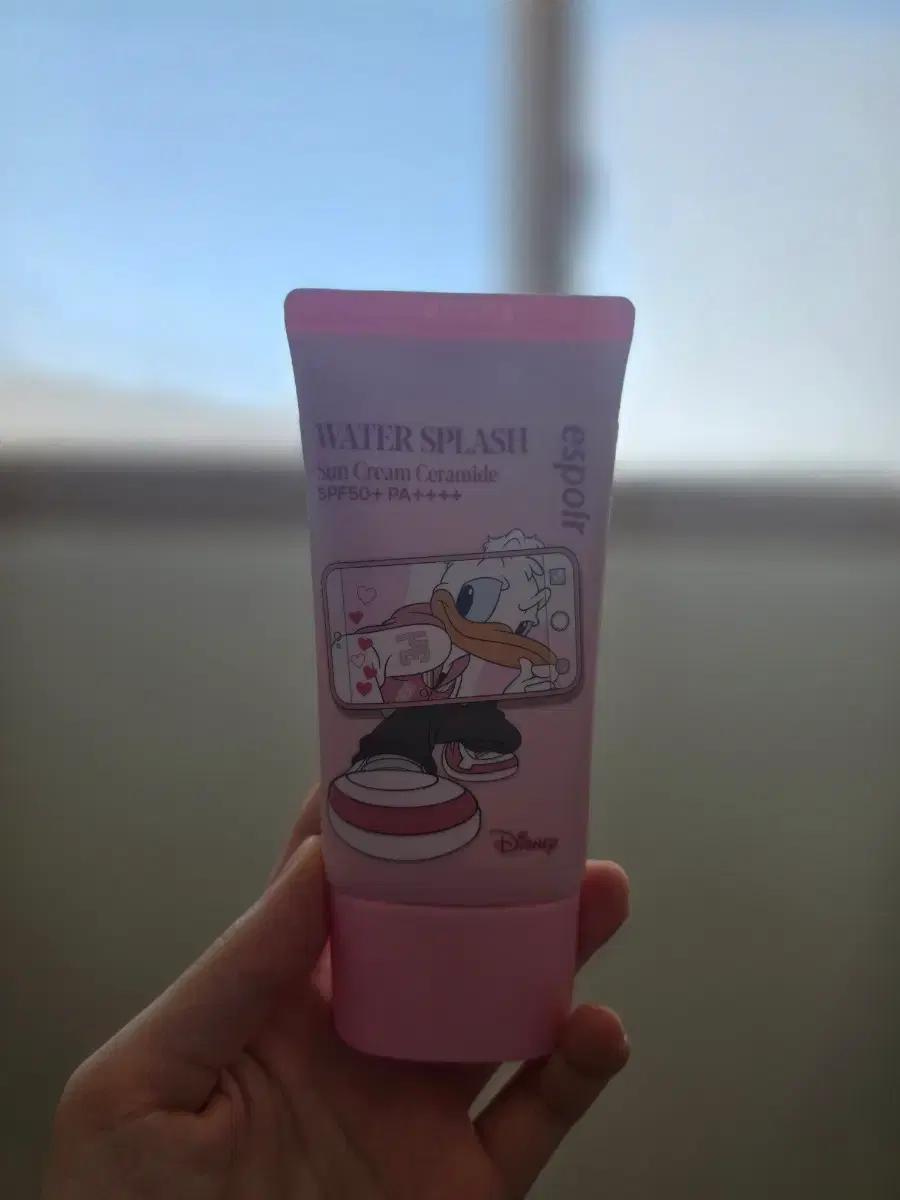 WATER SPLASH
Sun Cream Ceramide
SPF50+ PA++++
espoir
Disney